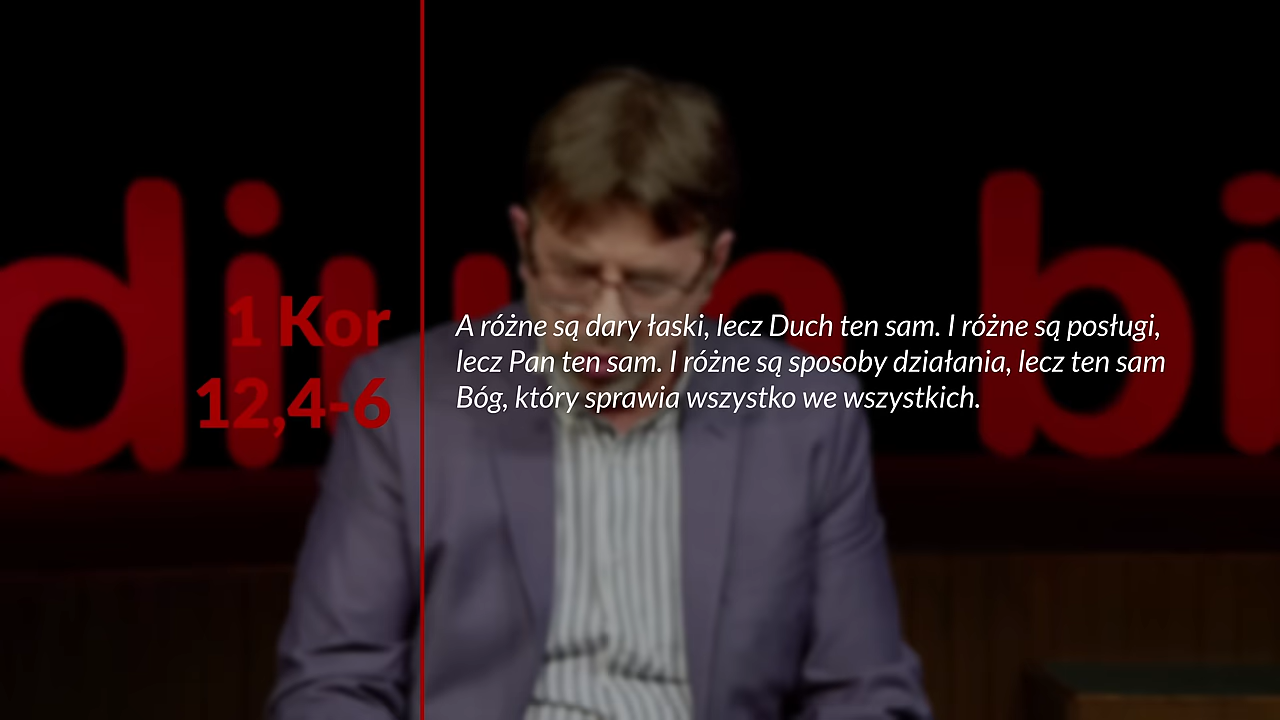 1 Kor
12,4-6
A różne są dary łaski, lecz Duch ten sam. I różne są posługi,
lecz Pan ten sam. I różne są sposoby działania, lecz ten sam
Bóg, który sprawia wszystko we wszystkich.